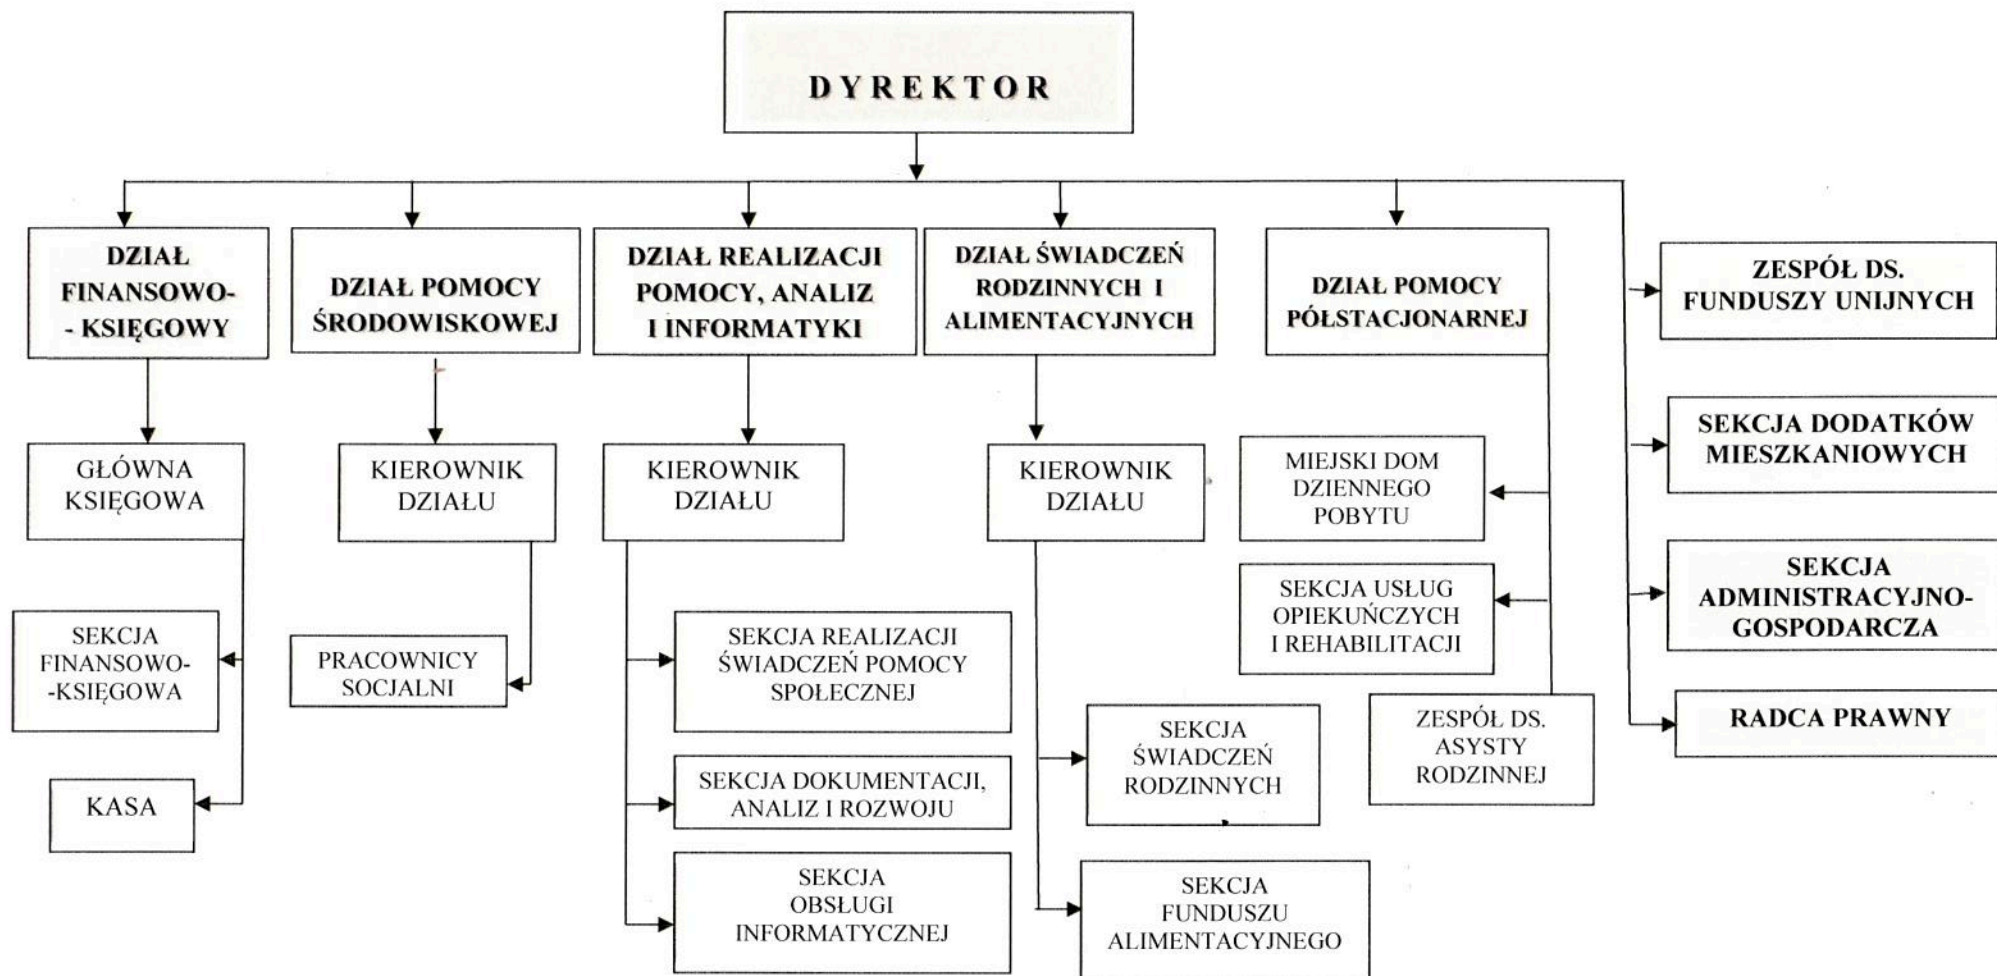 DYREKTOR
DZIAŁ
FINANSOWO-
- KSIĘGOWY
DZIAŁ POMOCY
ŚRODOWISKOWEJ
DZIAŁ REALIZACJI
POMOCY, ANALIZ
I INFORMATYKI
DZIAŁ ŚWIADCZEŃ
RODZINNYCH I
ALIMENTACYJNYCH
DZIAŁ POMOCY
PÓŁSTACJONARNEJ
ZESPÓŁ DS.
FUNDUSZY UNIJNYCH
SEKCJA DODATKÓW
MIESZKANIOWYCH
SEKCJA
ADMINISTRACYJNO-
GOSPODARCZA
RADCA PRAWNY
GŁÓWNA
KSIĘGOWA
KIEROWNIK
DZIAŁU
KIEROWNIK
DZIAŁU
KIEROWNIK
DZIAŁU
MIEJSKI DOM
DZIENNEGO
POBYTU
SEKCJA USŁUG
OPIEKUŃCZYCH
I REHABILITACJI
ZESPÓŁ DS.
ASYSTY
RODZINNEJ
SEKCJA
FINANSOWO-
-KSIĘGOWA
KASA
PRACOWNICY
SOCJALNI
SEKCJA REALIZACJI
ŚWIADCZEŃ POMOCY
SPOŁECZNEJ
SEKCJA DOKUMENTACJI,
ANALIZ I ROZWOJU
SEKCJA
OBSŁUGI
INFORMATYCZNEJ
SEKCJA
ŚWIADCZEŃ
RODZINNYCH
SEKCJA
FUNDUSZU
ALIMENTACYJNEGO